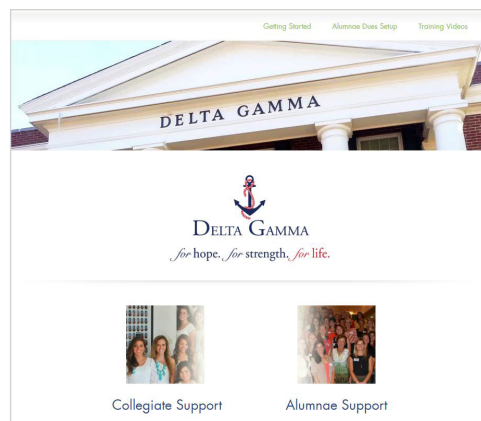 Getting Started Alumnae Dues Setup Training Videos
DELTA GAMMA
DELTA GAMMA
for hope. for strength. for life.
Collegiate Support Alumnae Support